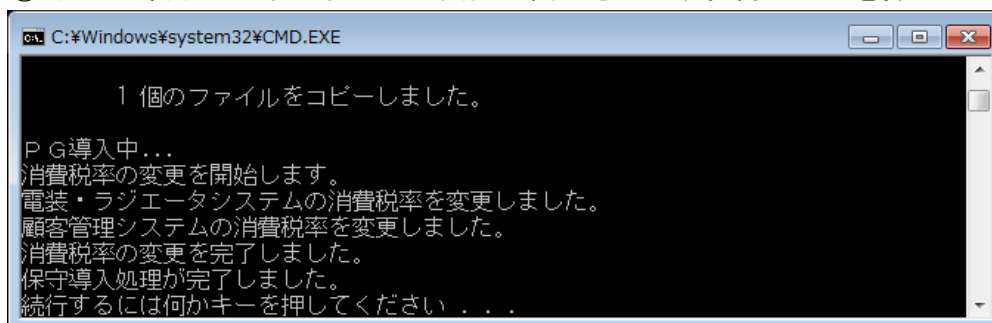 C:¥Windows¥system32¥CMD.EXE
1 個のファイルをコピーしました。
ＰＧ導入中...
消費税率の変更を開始します。
電装・ラジエータシステムの消費税率を変更しました。
顧客管理システムの消費税率を変更しました。
消費税率の変更を完了しました。
保守導入処理が完了しました。
続行するには何かキーを押してください . . .